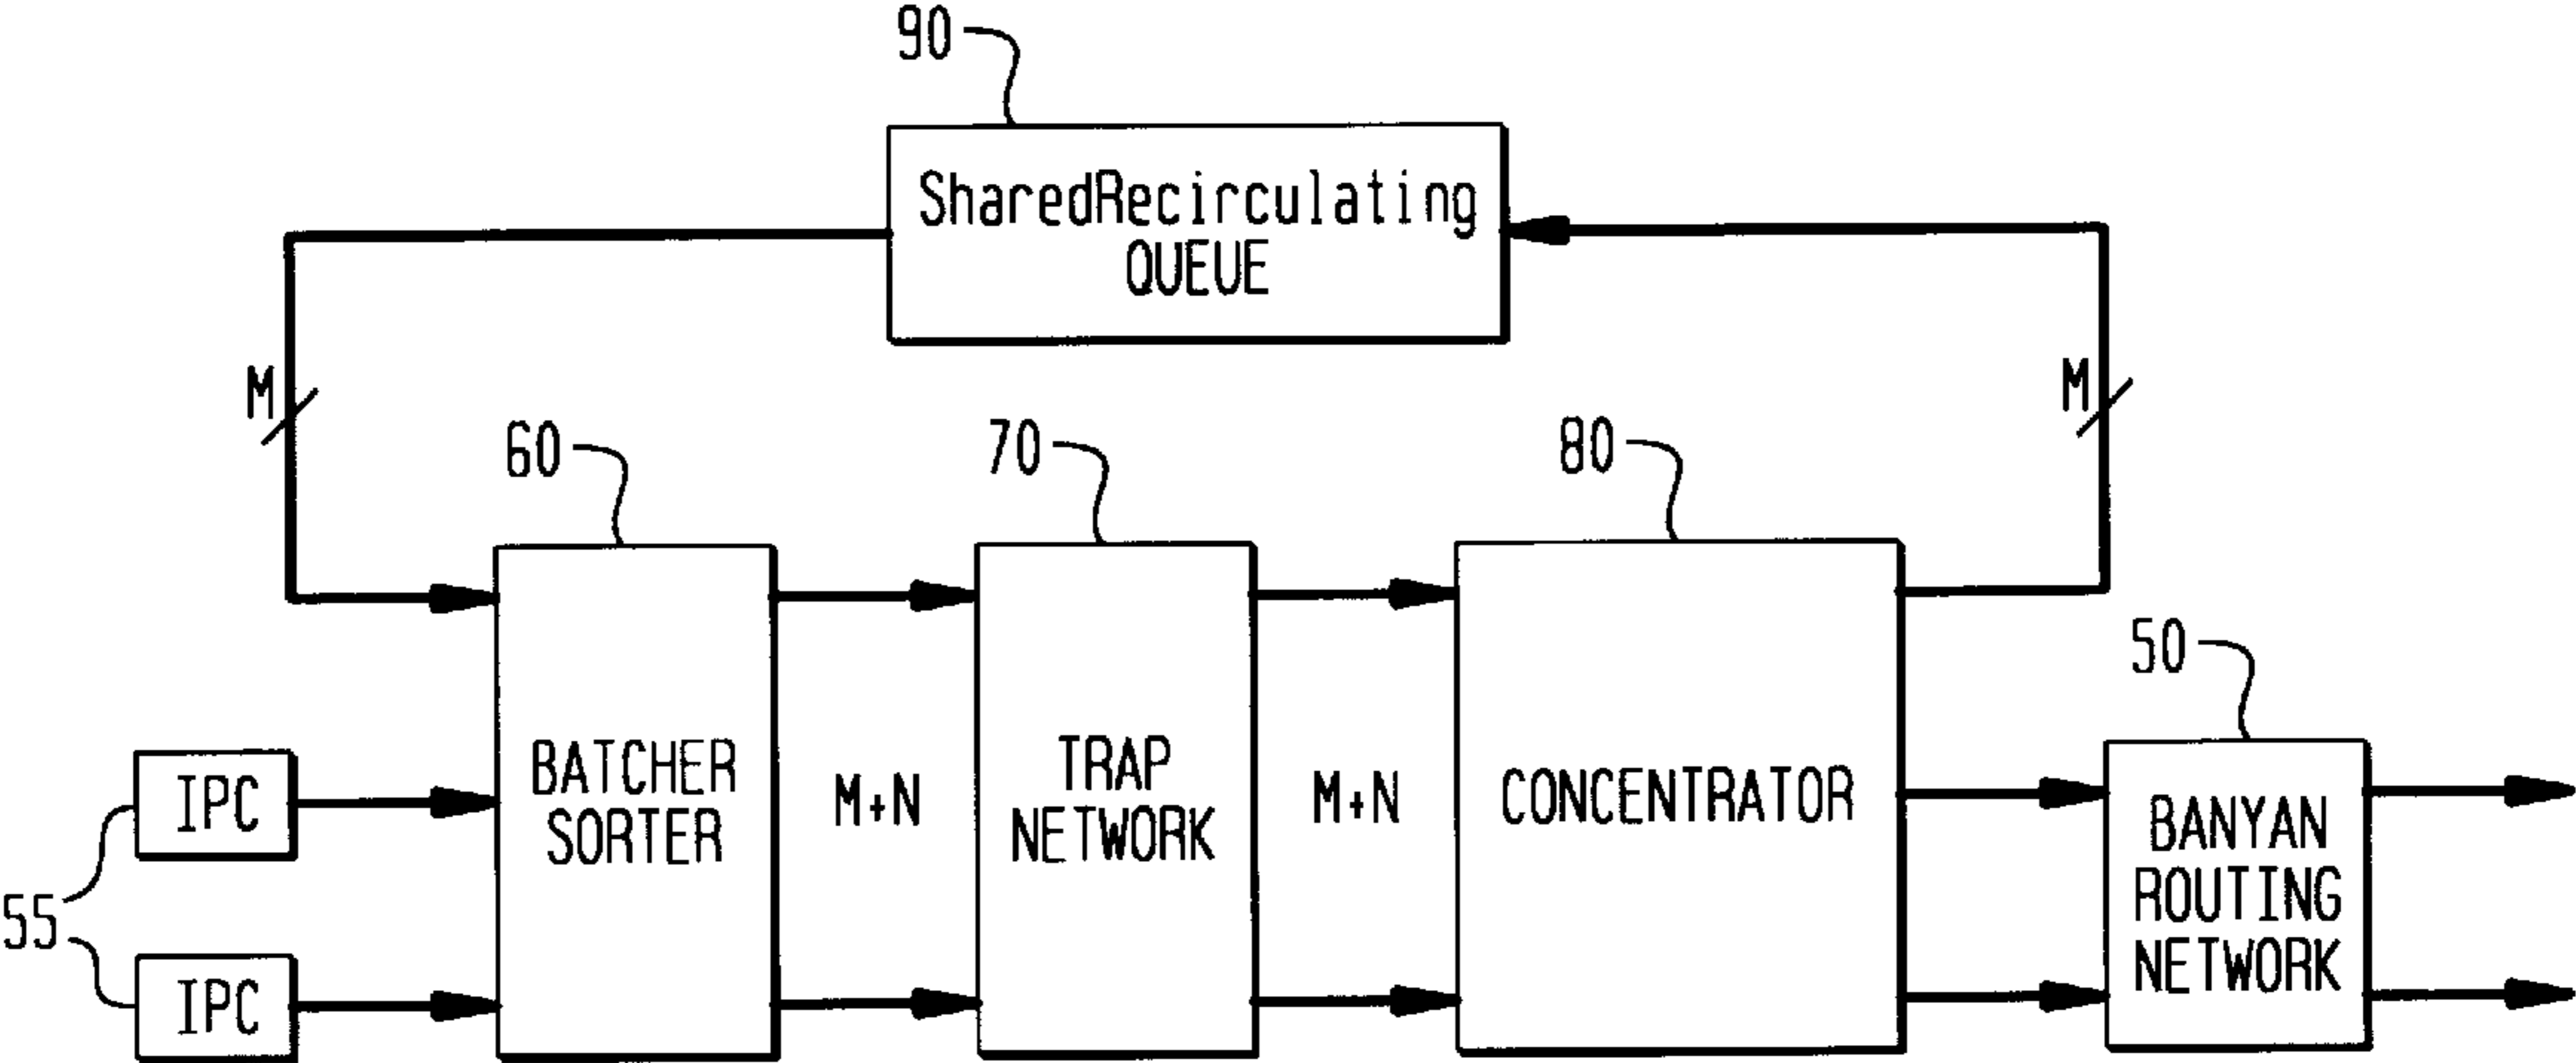 90
SharedRecirculating
QUEUE
M
M
60
70
80
50
IPC
BATCHER
SORTER
M+N
TRAP
NETWORK
M+N
CONCENTRATOR
BANYAN
ROUTING
NETWORK
55
IPC